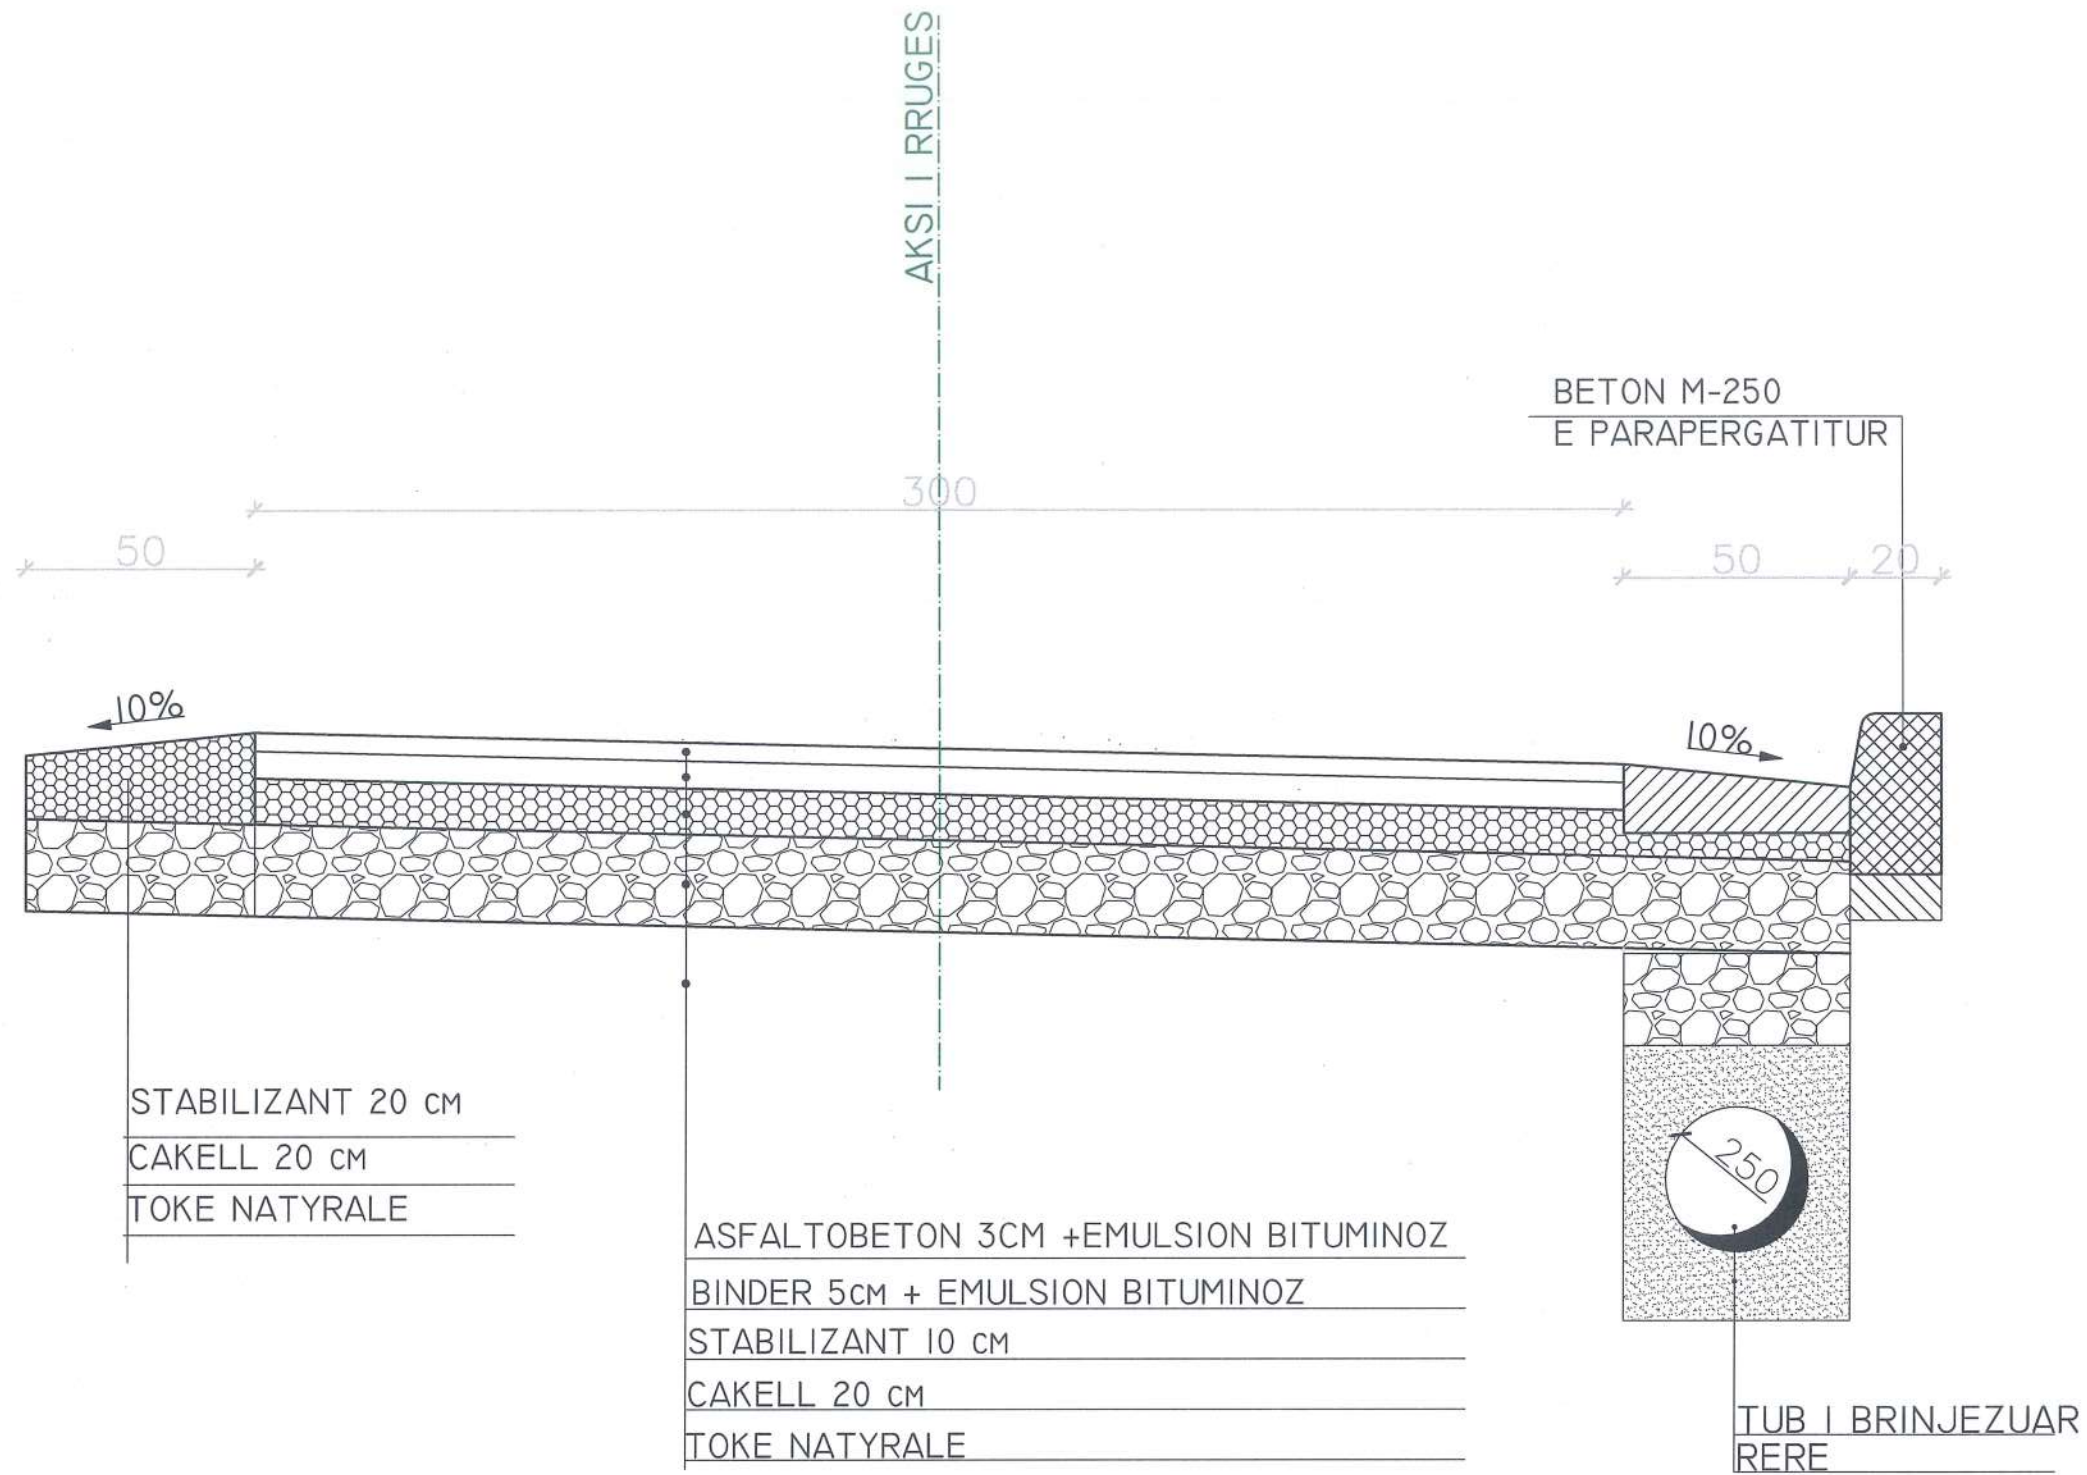 AKSI I RRUGES
BETON M-250
E PARAPERGATITUR
300
50
50
20
10%
10%
STABILIZANT 20 CM
CAKELL 20 CM
TOKE NATYRALE
250
ASFALTOBETON 3CM +EMULSION BITUMINOZ
BINDER 5CM + EMULSION BITUMINOZ
STABILIZANT 10 CM
CAKELL 20 CM
TOKE NATYRALE
TUB I BRINJEZUAR
RERE